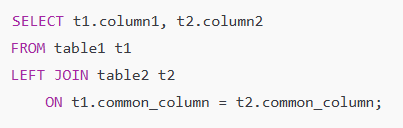 SELECT t1.column1, t2.column2
FROM table1 t1
LEFT JOIN table2 t2
    ON t1.common_column = t2.common_column;